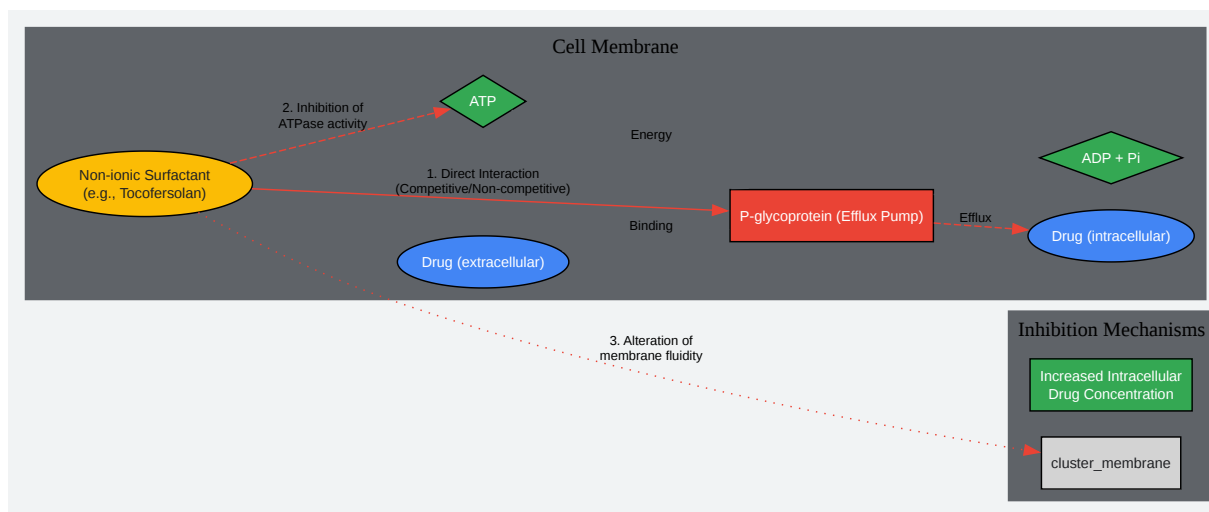 Cell Membrane
2. Inhibition of
ATPase activity
ATP
Energy
ADP + Pi
Non-ionic Surfactant
(e.g., Tocofersolan)
1. Direct Interaction
(Competitive/Non-competitive)
Binding
P-glycoprotein (Efflux Pump)
Efflux
Drug (intracellular)
Drug (extracellular)
3. Alteration of
membrane fluidity
Inhibition Mechanisms
Increased Intracellular
Drug Concentration
cluster_membrane